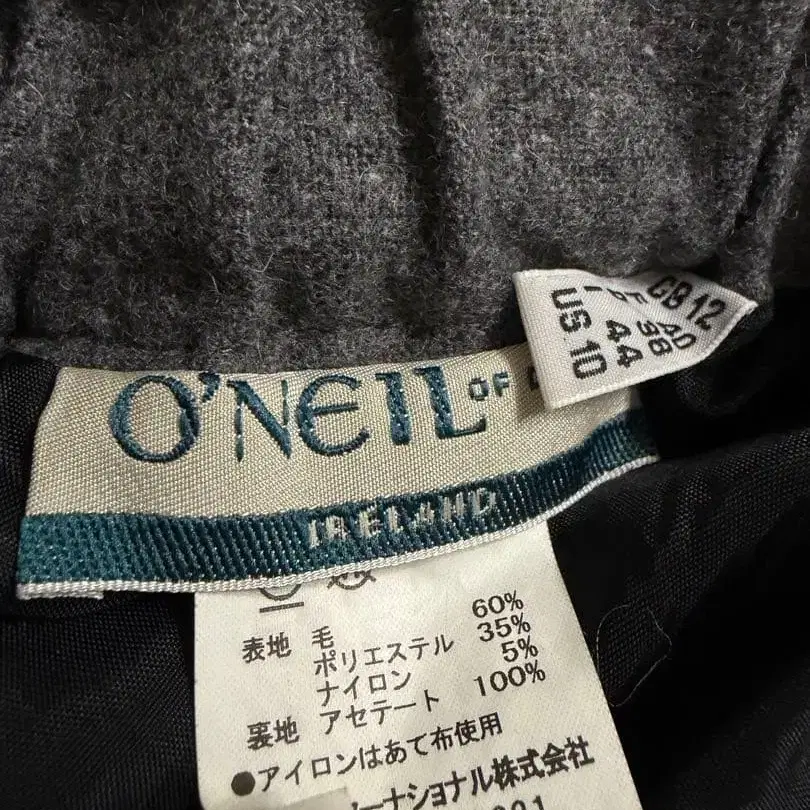 GB 12
F 40
D 38
I 44
US 10
O'NEIL OF
IRELAND
表地 毛 60%
ポリエステル 35%
ナイロン 5%
裏地 アセテート 100%
●アイロンはあて布使用
ーナショナル株式会社